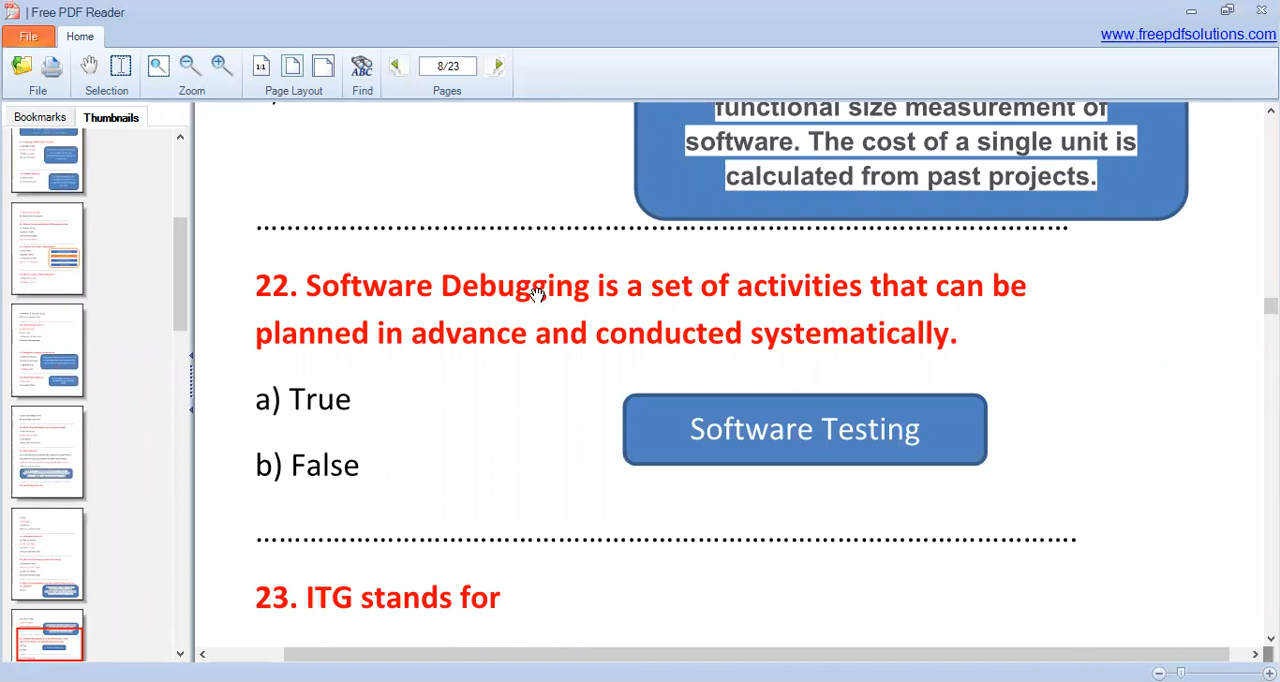 | Free PDF Reader
File
Home
www.freepdfsolutions.com
1:1
ABC
8/23
File
Selection
Zoom
Page Layout
Find
Pages
Bookmarks
Thumbnails
functional size measurement of
software. The cost of a single unit is
calculated from past projects.
22. Software Debugging is a set of activities that can be
planned in advance and conducted systematically.
a) True
Software Testing
b) False
23. ITG stands for